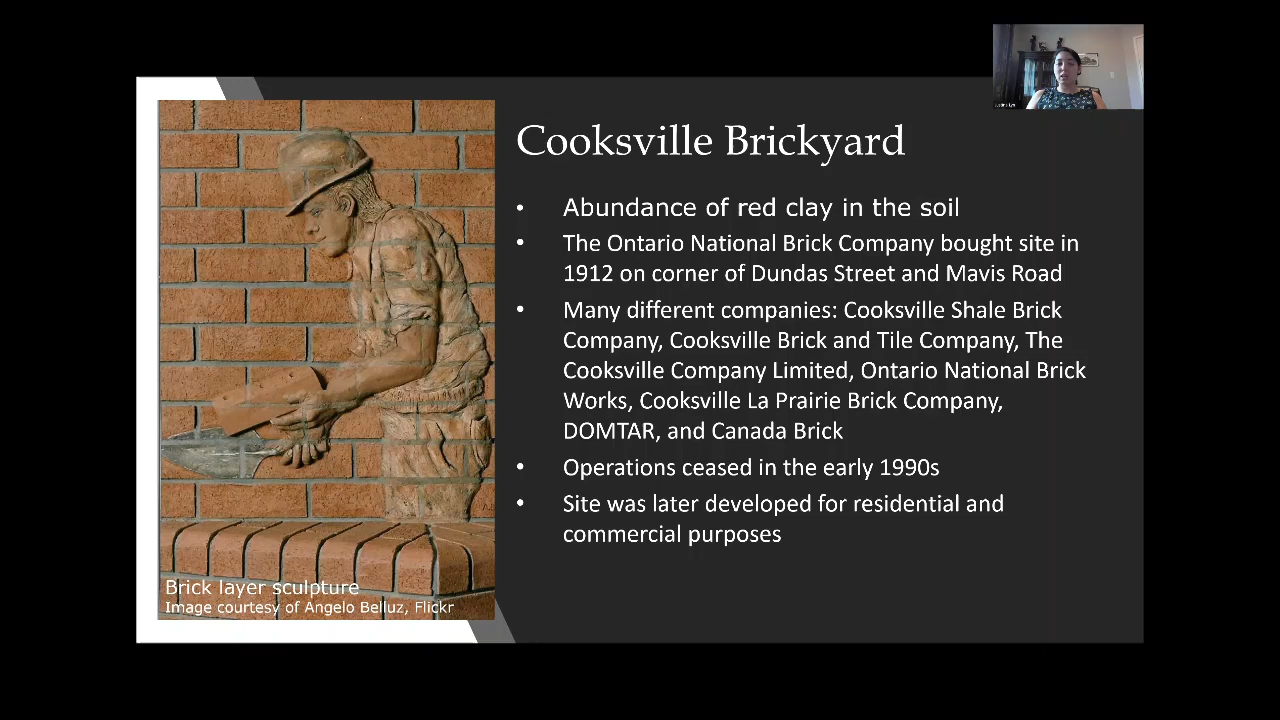 Justine Lyn
Cooksville Brickyard
• Abundance of red clay in the soil
• The Ontario National Brick Company bought site in
1912 on corner of Dundas Street and Mavis Road
• Many different companies: Cooksville Shale Brick
Company, Cooksville Brick and Tile Company, The
Cooksville Company Limited, Ontario National Brick
Works, Cooksville La Prairie Brick Company,
DOMTAR, and Canada Brick
• Operations ceased in the early 1990s
• Site was later developed for residential and
commercial purposes
Brick layer sculpture
Image courtesy of Angelo Belluz, Flickr